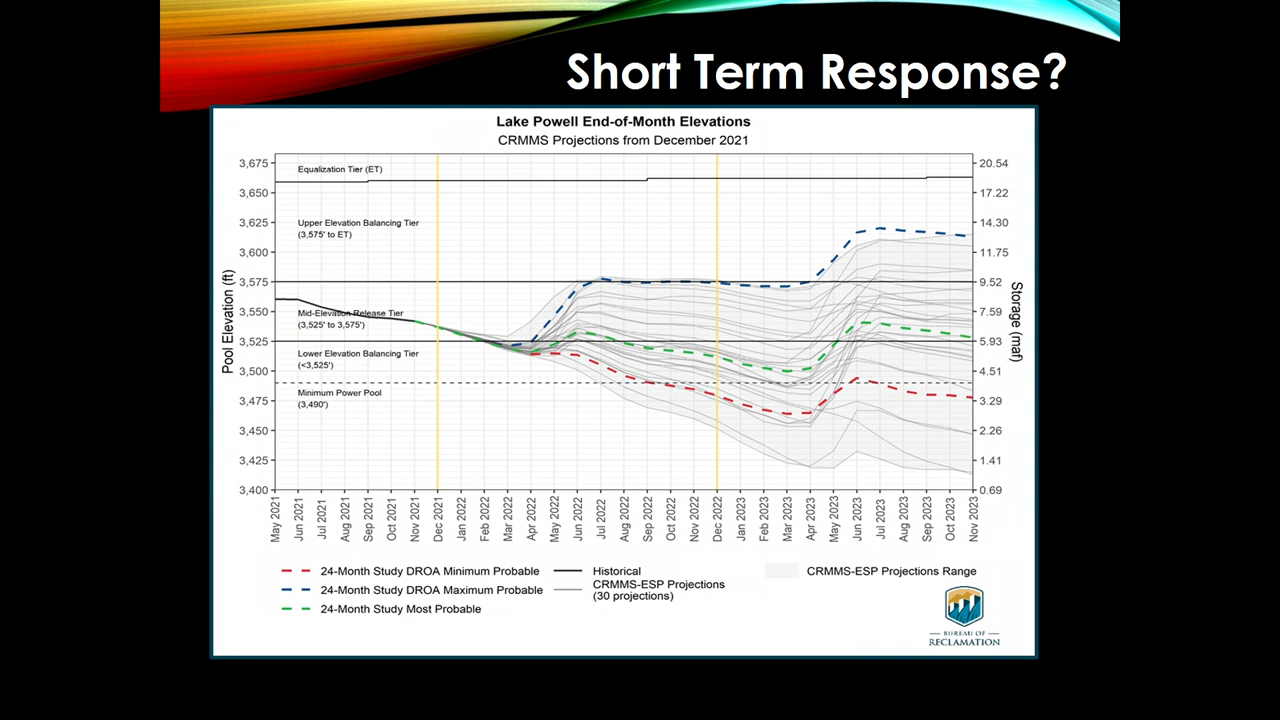 Short Term Response?
Lake Powell End-of-Month Elevations
CRMMS Projections from December 2021
Pool Elevation (ft)
3,675
3,650
3,625
3,600
3,575
3,550
3,525
3,500
3,475
3,450
3,425
3,400
Equalization Tier (ET)
Upper Elevation Balancing Tier
(3,575' to ET)
Mid-Elevation Release Tier
(3,525' to 3,575')
Lower Elevation Balancing Tier
(<3,525')
Minimum Power Pool
(3,490')
20.54
17.22
14.30
11.75
9.52
7.59
5.93
4.51
3.29
2.26
1.41
0.69
Storage (maf)
May 2021
Jun 2021
Jul 2021
Aug 2021
Sep 2021
Oct 2021
Nov 2021
Dec 2021
Jan 2022
Feb 2022
Mar 2022
Apr 2022
May 2022
Jun 2022
Jul 2022
Aug 2022
Sep 2022
Oct 2022
Nov 2022
Dec 2022
Jan 2023
Feb 2023
Mar 2023
Apr 2023
May 2023
Jun 2023
Jul 2023
Aug 2023
Sep 2023
Oct 2023
Nov 2023
24-Month Study DROA Minimum Probable
24-Month Study DROA Maximum Probable
24-Month Study Most Probable
Historical
CRMMS-ESP Projections
(30 projections)
CRMMS-ESP Projections Range
BUREAU OF
RECLAMATION